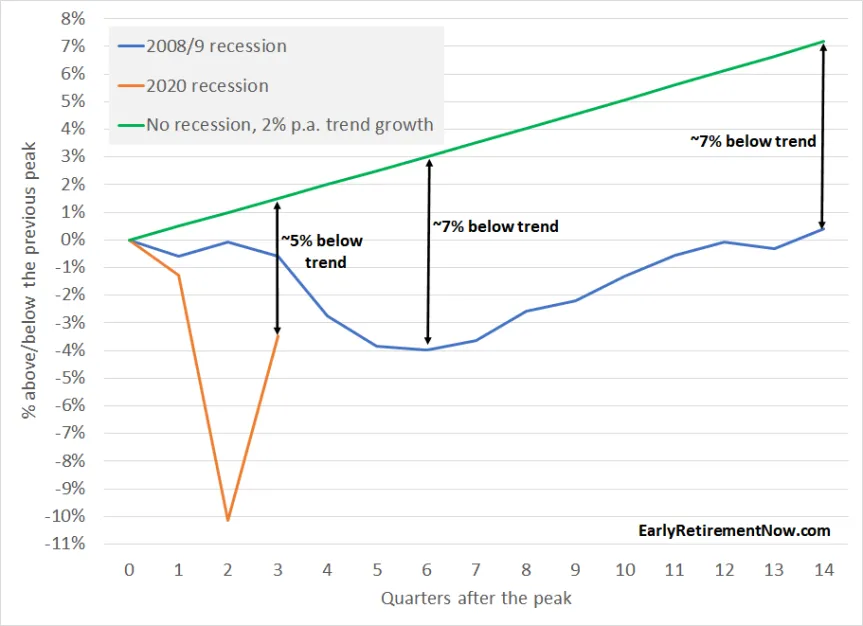 8%
7%
6%
5%
4%
3%
2%
1%
0%
-1%
-2%
-3%
-4%
-5%
-6%
-7%
-8%
-9%
-10%
-11%
% above/below the previous peak
2008/9 recession
2020 recession
No recession, 2% p.a. trend growth
~5% below
trend
~7% below trend
~7% below trend
EarlyRetirementNow.com
0 1 2 3 4 5 6 7 8 9 10 11 12 13 14
Quarters after the peak